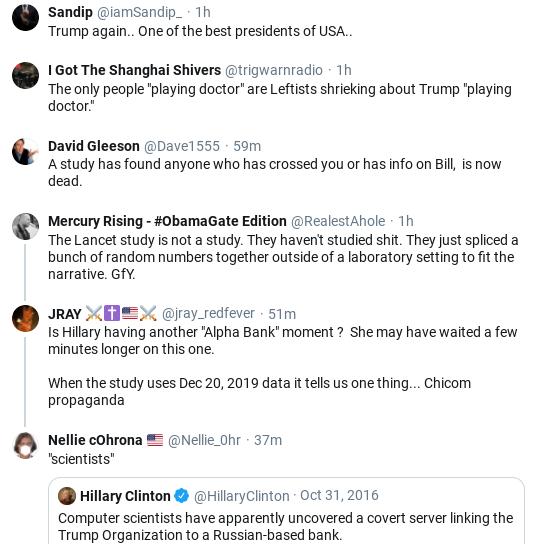 Sandip @iamSandip_ · 1h
Trump again.. One of the best presidents of USA..
I Got The Shanghai Shivers @trigwarnradio · 1h
The only people "playing doctor" are Leftists shrieking about Trump "playing
doctor."
David Gleeson @Dave1555 · 59m
A study has found anyone who has crossed you or has info on Bill, is now
dead.
Mercury Rising - #ObamaGate Edition @RealestAhole · 1h
The Lancet study is not a study. They haven't studied shit. They just spliced a
bunch of random numbers together outside of a laboratory setting to fit the
narrative. GfY.
JRAY ⚔️✝️🇺🇸⚔️ @jray_redfever · 51m
Is Hillary having another "Alpha Bank" moment ? She may have waited a few
minutes longer on this one.
When the study uses Dec 20, 2019 data it tells us one thing... Chicom
propaganda
Nellie cOhrona 🇺🇸 @Nellie_0hr · 37m
"scientists"
Hillary Clinton @HillaryClinton · Oct 31, 2016
Computer scientists have apparently uncovered a covert server linking the
Trump Organization to a Russian-based bank.